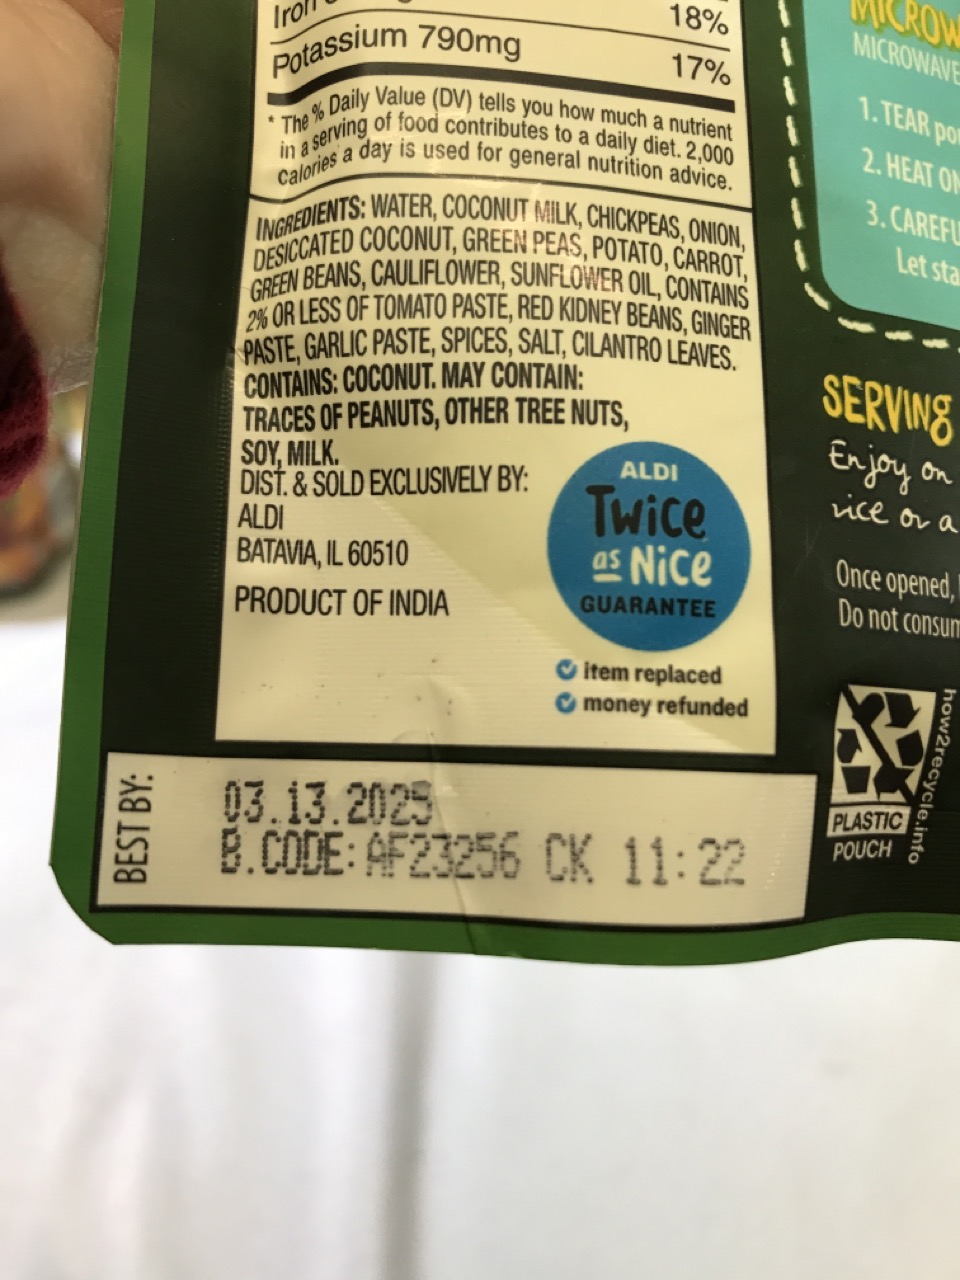 Iron
18%
Potassium 790mg 17%
* The % Daily Value (DV) tells you how much a nutrient
in a serving of food contributes to a daily diet. 2,000
calories a day is used for general nutrition advice.
INGREDIENTS: WATER, COCONUT MILK, CHICKPEAS, ONION,
DESICCATED COCONUT, GREEN PEAS, POTATO, CARROT,
GREEN BEANS, CAULIFLOWER, SUNFLOWER OIL, CONTAINS
2% OR LESS OF TOMATO PASTE, RED KIDNEY BEANS, GINGER
PASTE, GARLIC PASTE, SPICES, SALT, CILANTRO LEAVES.
CONTAINS: COCONUT. MAY CONTAIN:
TRACES OF PEANUTS, OTHER TREE NUTS,
SOY, MILK.
DIST. & SOLD EXCLUSIVELY BY:
ALDI
BATAVIA, IL 60510
PRODUCT OF INDIA
ALDI
Twice
as Nice
GUARANTEE
item replaced
money refunded
BEST BY:
03.13.2025
B.CODE: AF23256 CK 11:22
MICROW
MICROWAVE
1. TEAR po
2. HEAT ON
3. CAREFU
Let sta
SERVING
Enjoy on
rice or a
Once opened,
Do not consum
PLASTIC
POUCH
how2recycle.info